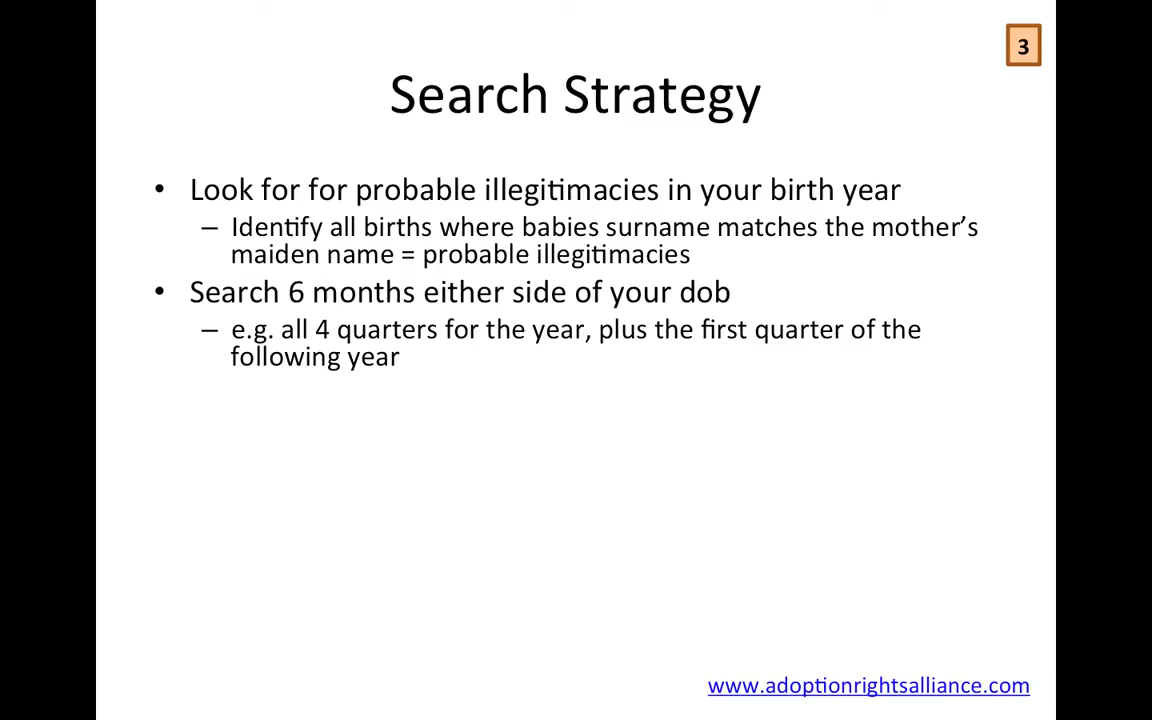 3
Search Strategy
• Look for for probable illegitimacies in your birth year
– Identify all births where babies surname matches the mother’s
maiden name = probable illegitimacies
• Search 6 months either side of your dob
– e.g. all 4 quarters for the year, plus the first quarter of the
following year
www.adoptionrightsalliance.com